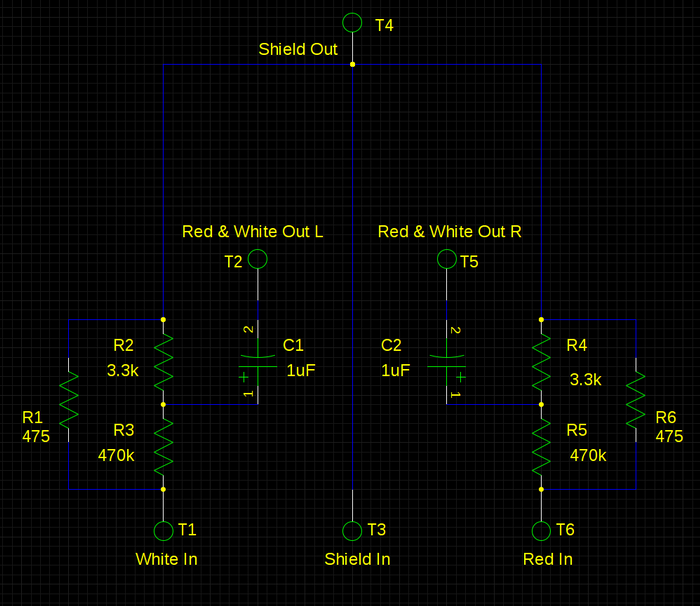 T4
Shield Out
Red & White Out L
Red & White Out R
T2
T5
2
2
R2
3.3k
C1
1uF
C2
1uF
R4
3.3k
+
+
1
1
R1
475
R3
470k
R5
470k
R6
475
T1
T3
T6
White In
Shield In
Red In